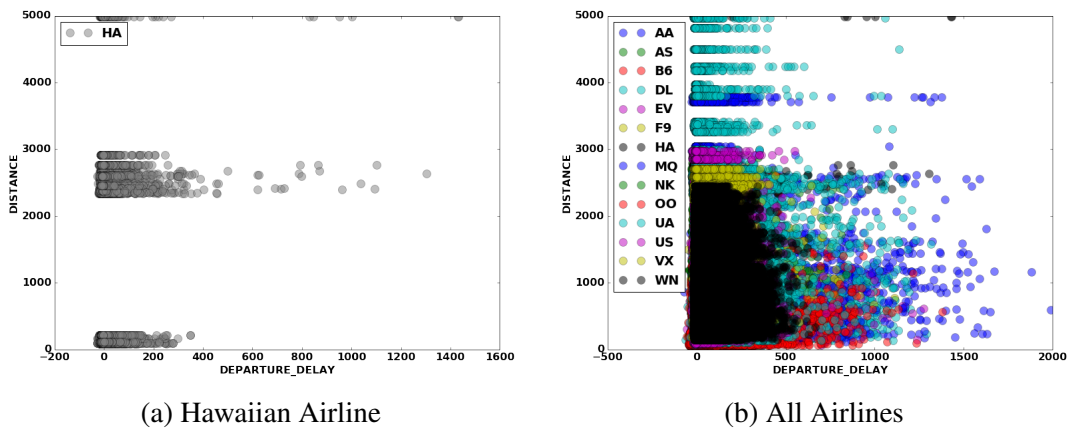 5000
4000
3000
2000
1000
0
DISTANCE
HA
−200 0 200 400 600 800 1000 1200 1400 1600
DEPARTURE_DELAY
(a) Hawaiian Airline
5000
4000
3000
2000
1000
0
DISTANCE
AA
AS
B6
DL
EV
F9
HA
MQ
NK
OO
UA
US
VX
WN
−500 0 500 1000 1500 2000
DEPARTURE_DELAY
(b) All Airlines